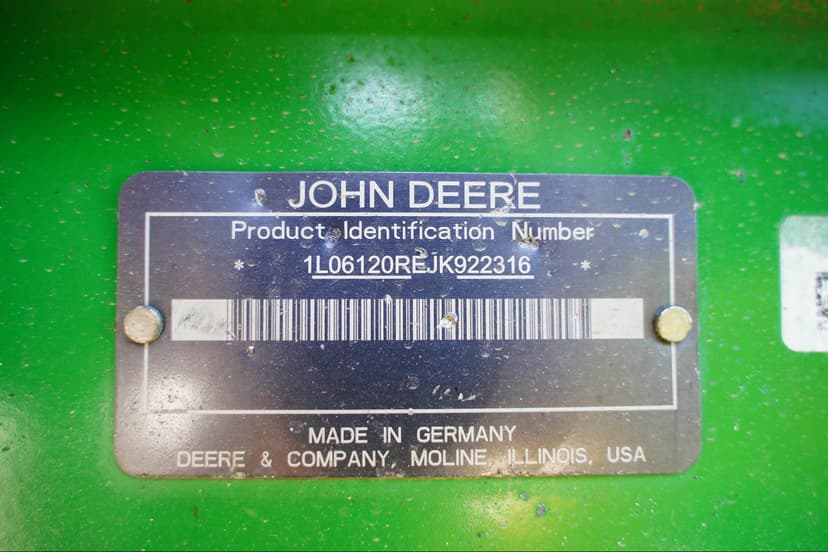 JOHN DEERE
Product Identification Number
* 1L06120REJK922316 *
MADE IN GERMANY
DEERE & COMPANY, MOLINE, ILLINOIS, USA